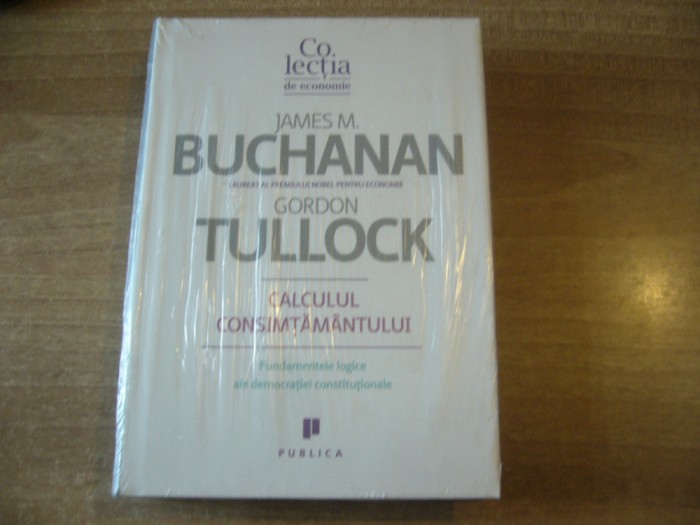 Co.
lecția
de economie
JAMES M.
BUCHANAN
LAUREAT AL PREMIULUI NOBEL PENTRU ECONOMIE
GORDON
TULLOCK
CALCULUL
CONSIMȚĂMÂNTULUI
Fundamentele logice
ale democrației constituționale
PUBLICA